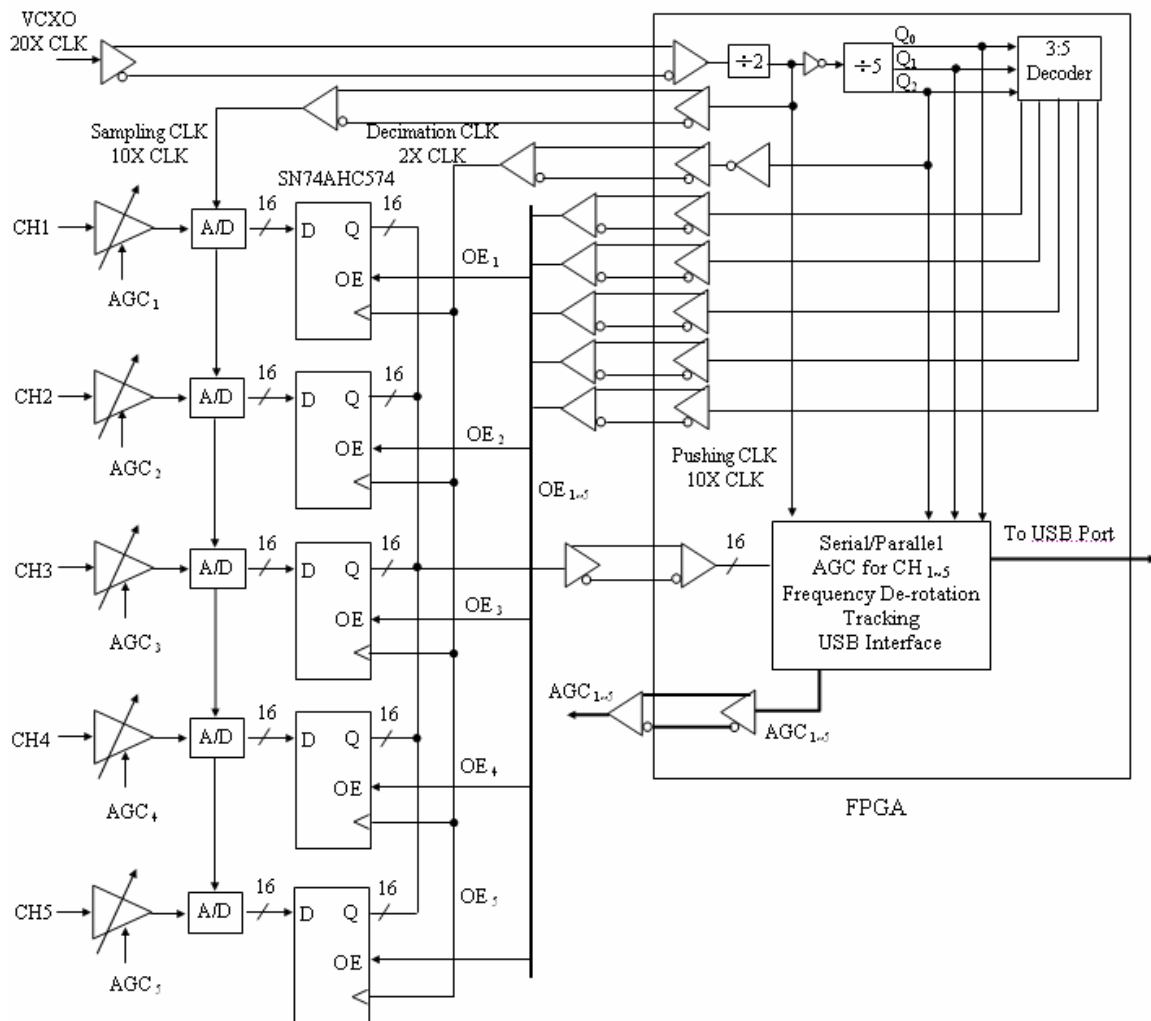 VCXO
20X CLK
÷2
÷5
Q0
Q1
Q2
3:5
Decoder
Sampling CLK
10X CLK
Decimation CLK
2X CLK
SN74AHC574
CH1
AGC1
A/D
16
D Q
OE
16
OE1
CH2
AGC2
A/D
16
D Q
OE
16
OE2
OE1~5
Pushing CLK
10X CLK
CH3
AGC3
A/D
16
D Q
OE
16
OE3
16
Serial/Parallel
AGC for CH1~5
Frequency De-rotation
Tracking
USB Interface
To USB Port
AGC1~5
AGC1~5
FPGA
CH4
AGC4
A/D
16
D Q
OE
16
OE4
CH5
AGC5
A/D
16
D Q
OE
16
OE5